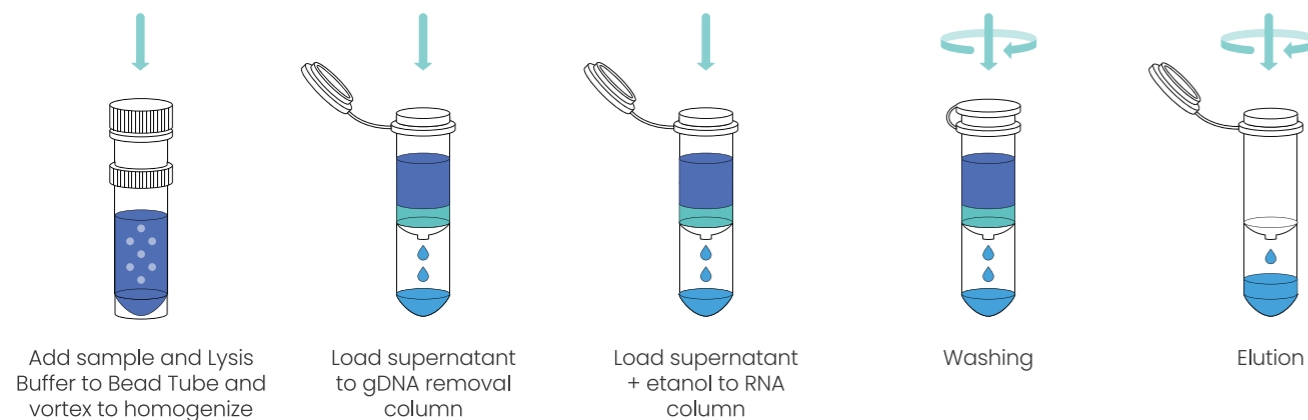 Add sample and Lysis
Buffer to Bead Tube and
vortex to homogenize
Load supernatant
to gDNA removal
column
Load supernatant
+ etanol to RNA
column
Washing
Elution